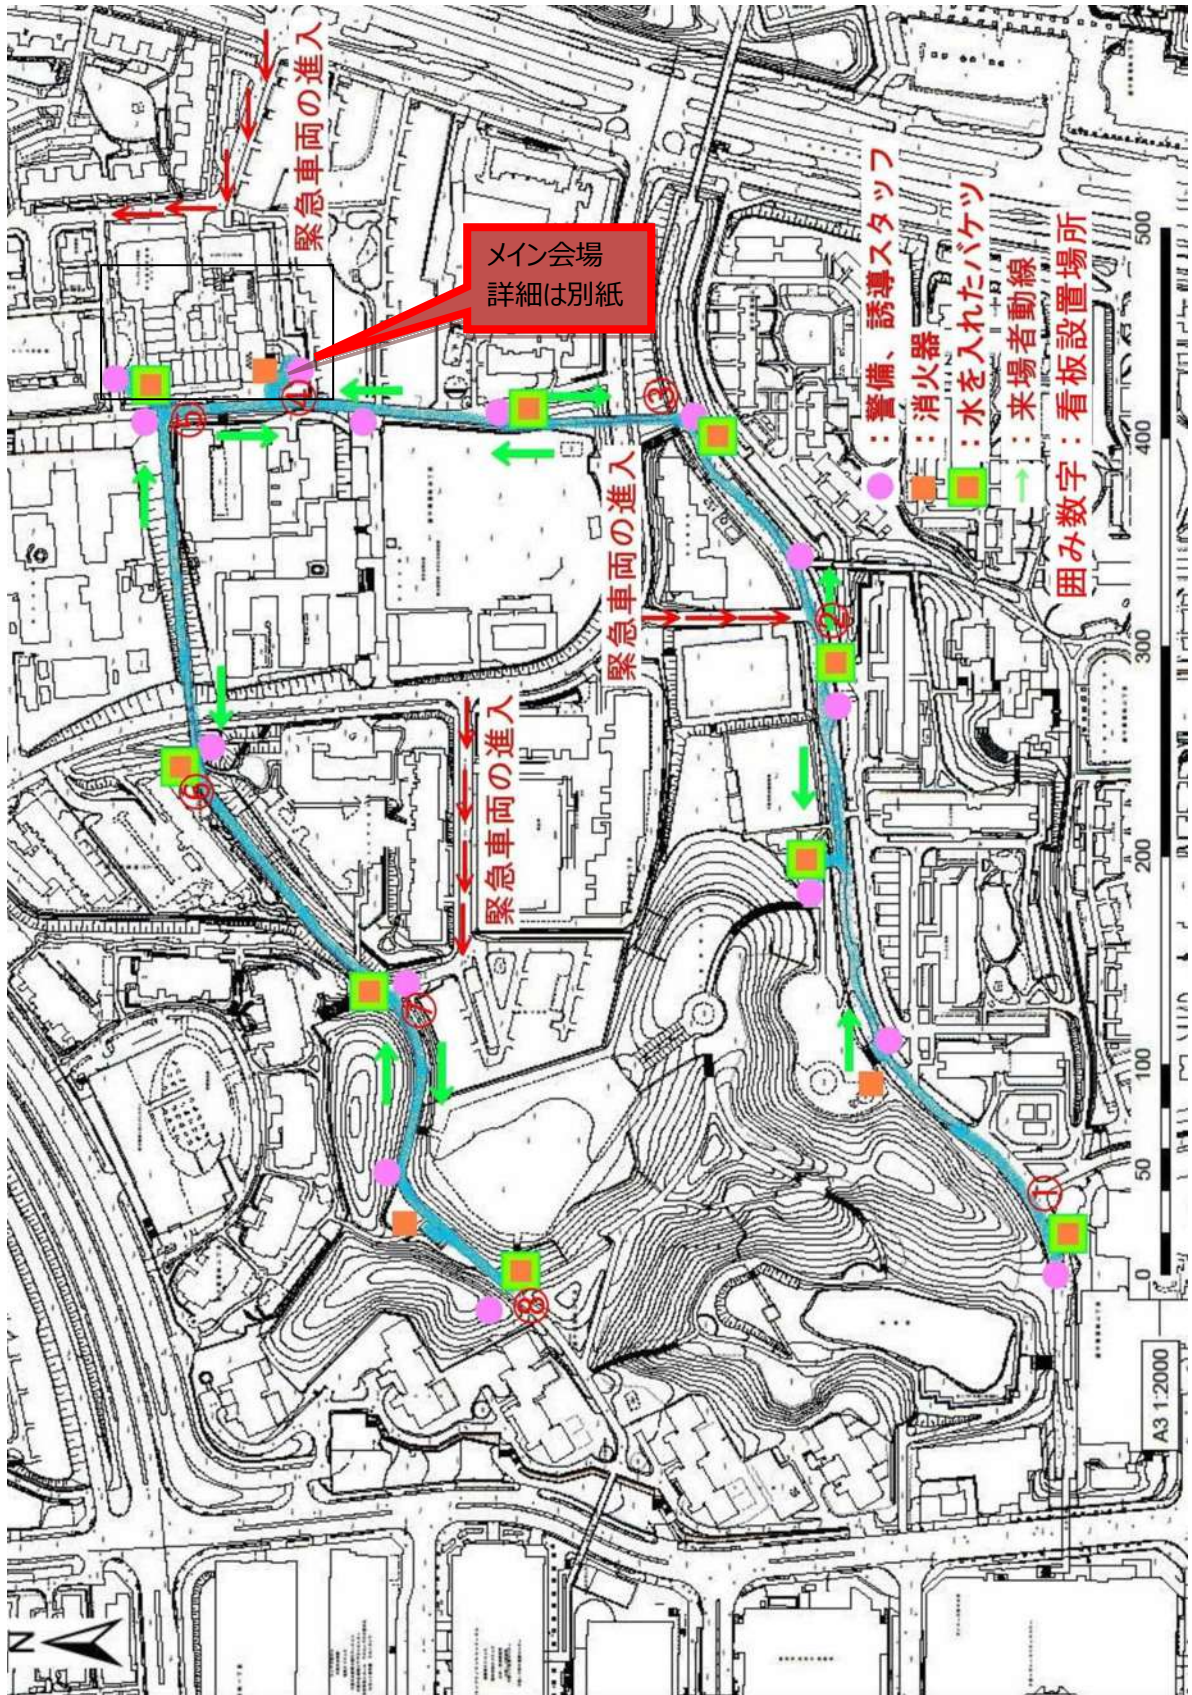 メイン会場
詳細は別紙
緊急車両の進入
緊急車両の進入
緊急車両の進入
①
②
③
④
⑤
⑥
⑦
⑧
：警備、誘導スタッフ
：消火器
：水を入れたバケツ
：来場者動線
囲み数字：看板設置場所
0 50 100 200 300 400 500
A3 1:2000
N